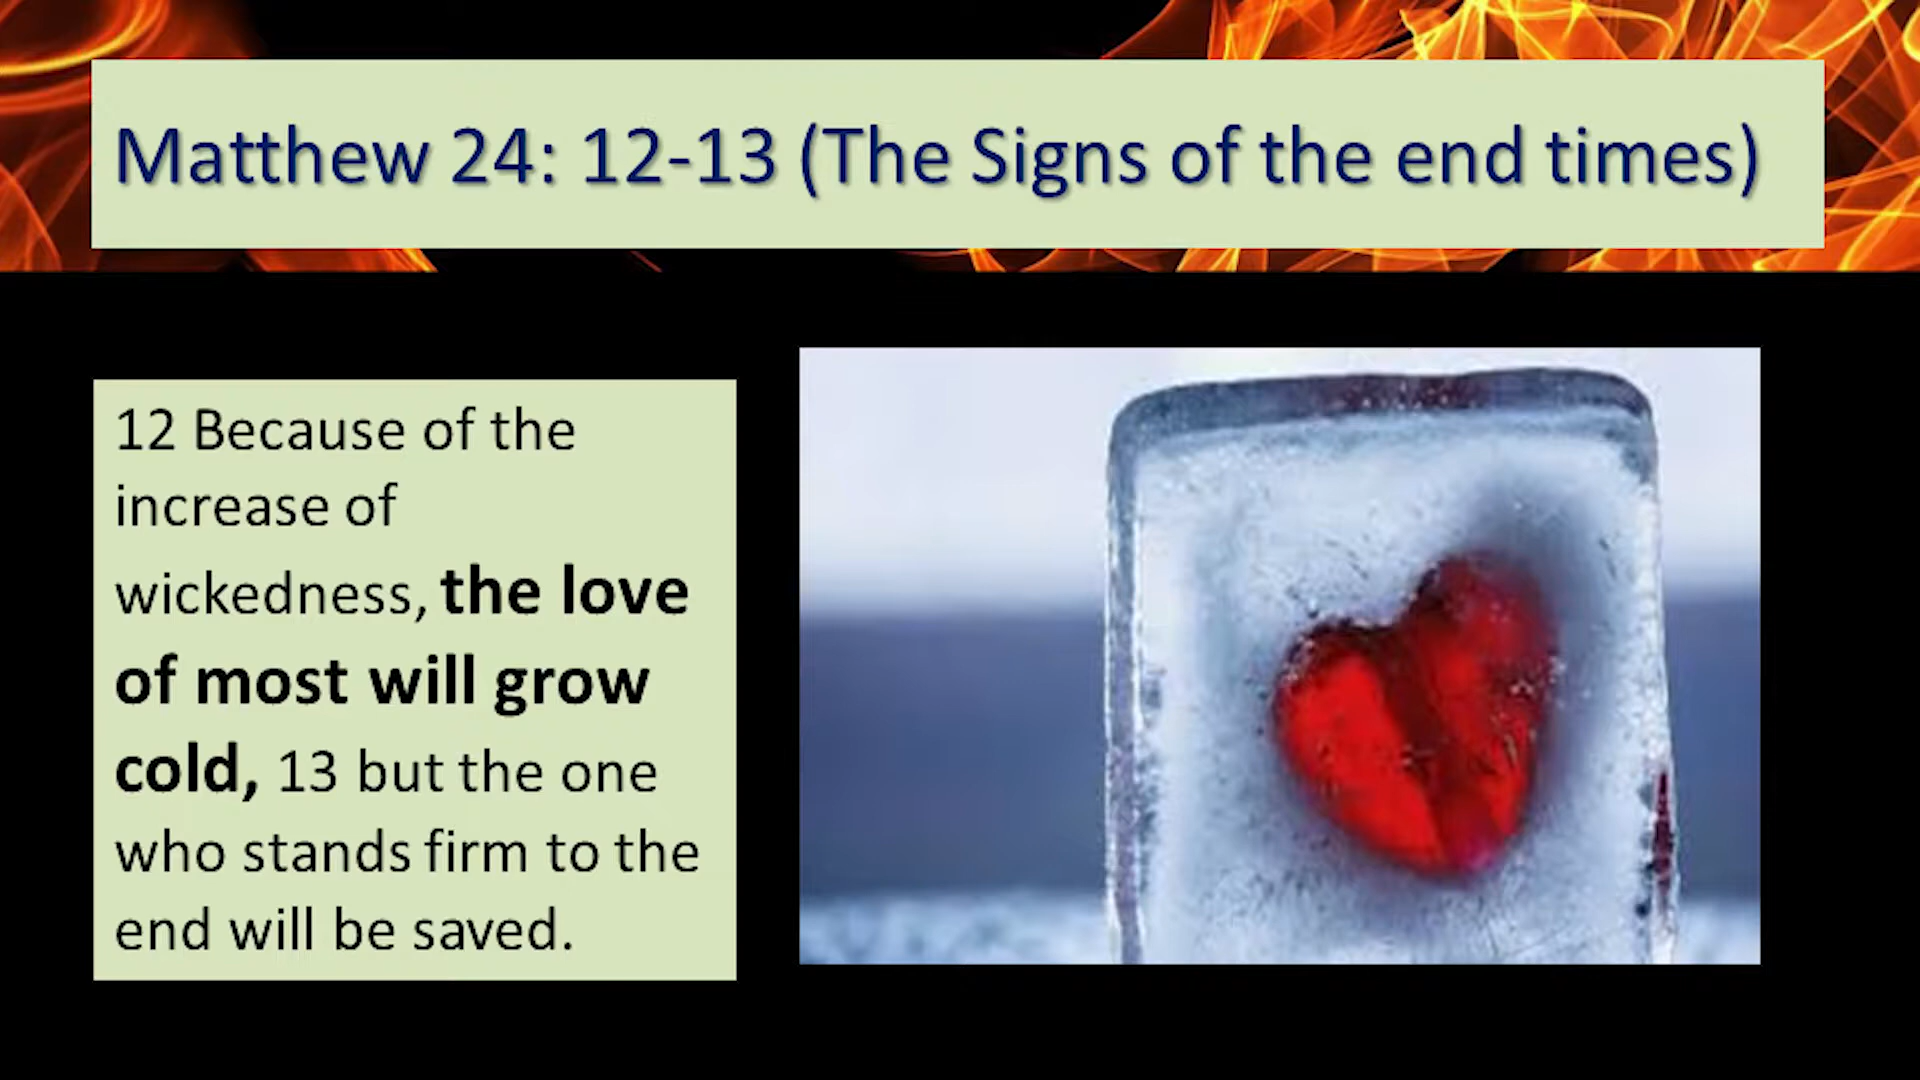 Matthew 24: 12-13 (The Signs of the end times)
12 Because of the
increase of
wickedness, the love
of most will grow
cold, 13 but the one
who stands firm to the
end will be saved.